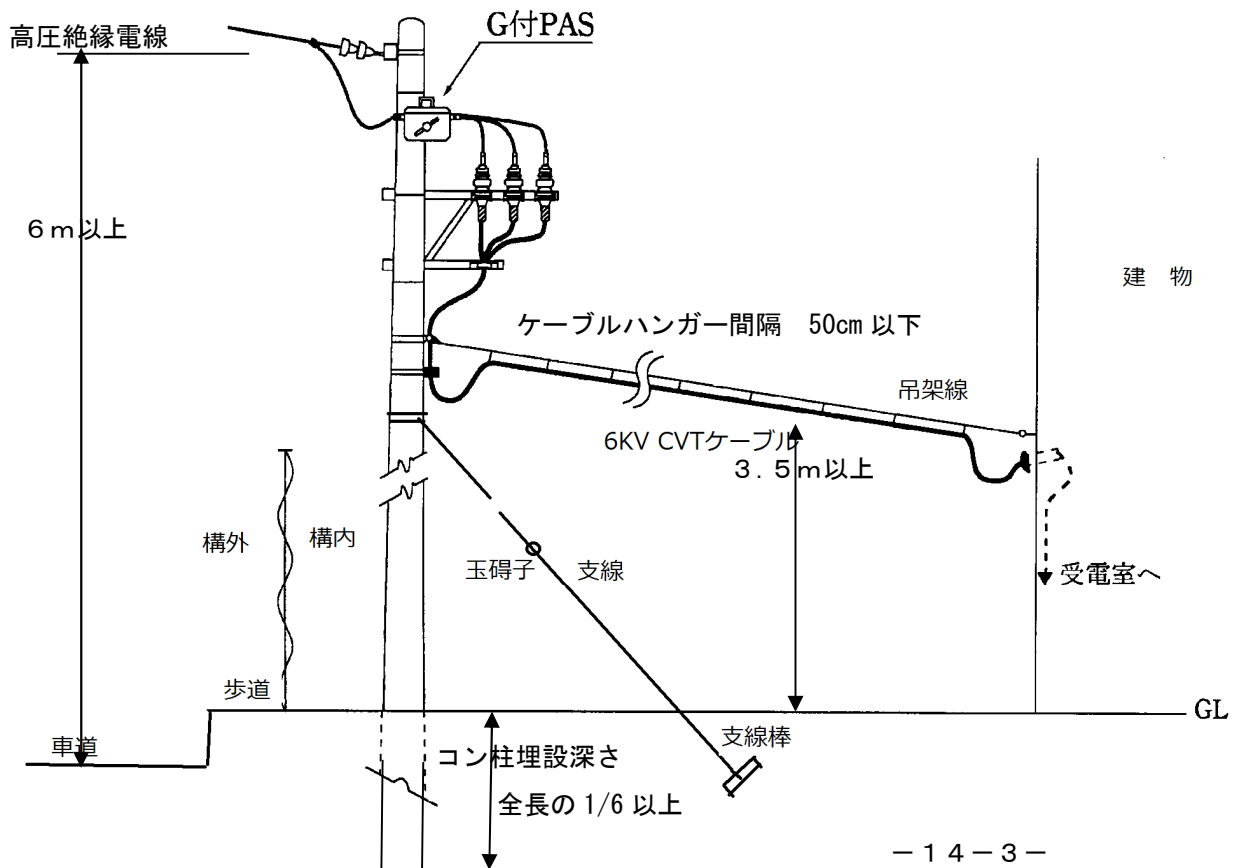 G付PAS
高圧絶縁電線
6m以上
建 物
ケーブルハンガー間隔 50cm 以下
吊架線
6KV CVTケーブル
3.5m以上
構外
構内
玉碍子
支線
受電室へ
歩道
GL
車道
支線棒
コン柱埋設深さ
全長の 1/6 以上
－14－3－